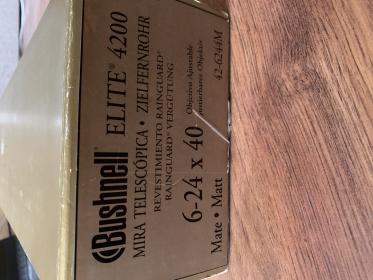 Bushnell ELITE® 4200
MIRA TELESCÓPICA • ZIELFERNROHR
REVESTIMIENTO RAINGUARD®
RAINGUARD® VERGÜTUNG
6-24 x 40
Objetivo Ajustable
Justierbares Objektiv
Mate • Matt
42-6244M